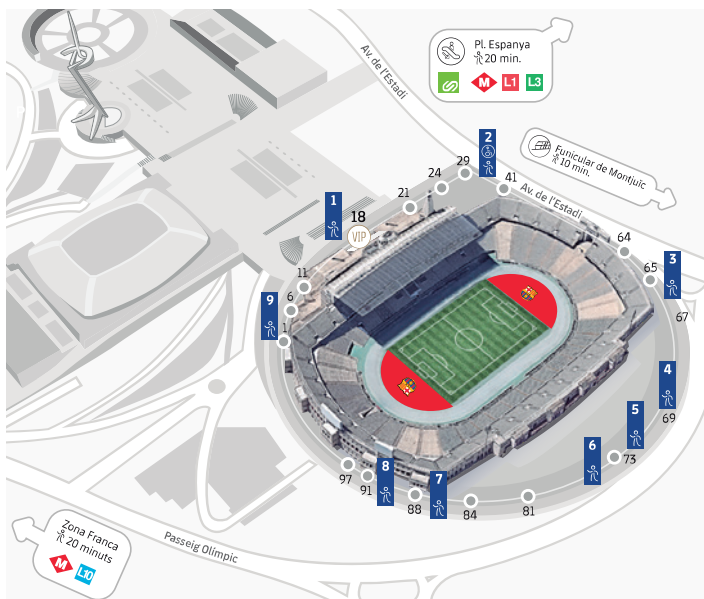 Pl. Espanya
20 min.
M L1 L3
Av. de l'Estadi
Funicular de Montjuïc
10 min.
Av. de l'Estadi
2
29
24
41
21
1
18
VIP
64
3
65
11
67
6
9
1
4
5
69
6
73
97
8
91
7
88
84
81
Zona Franca
20 minuts
M L10
Passeig Olímpic